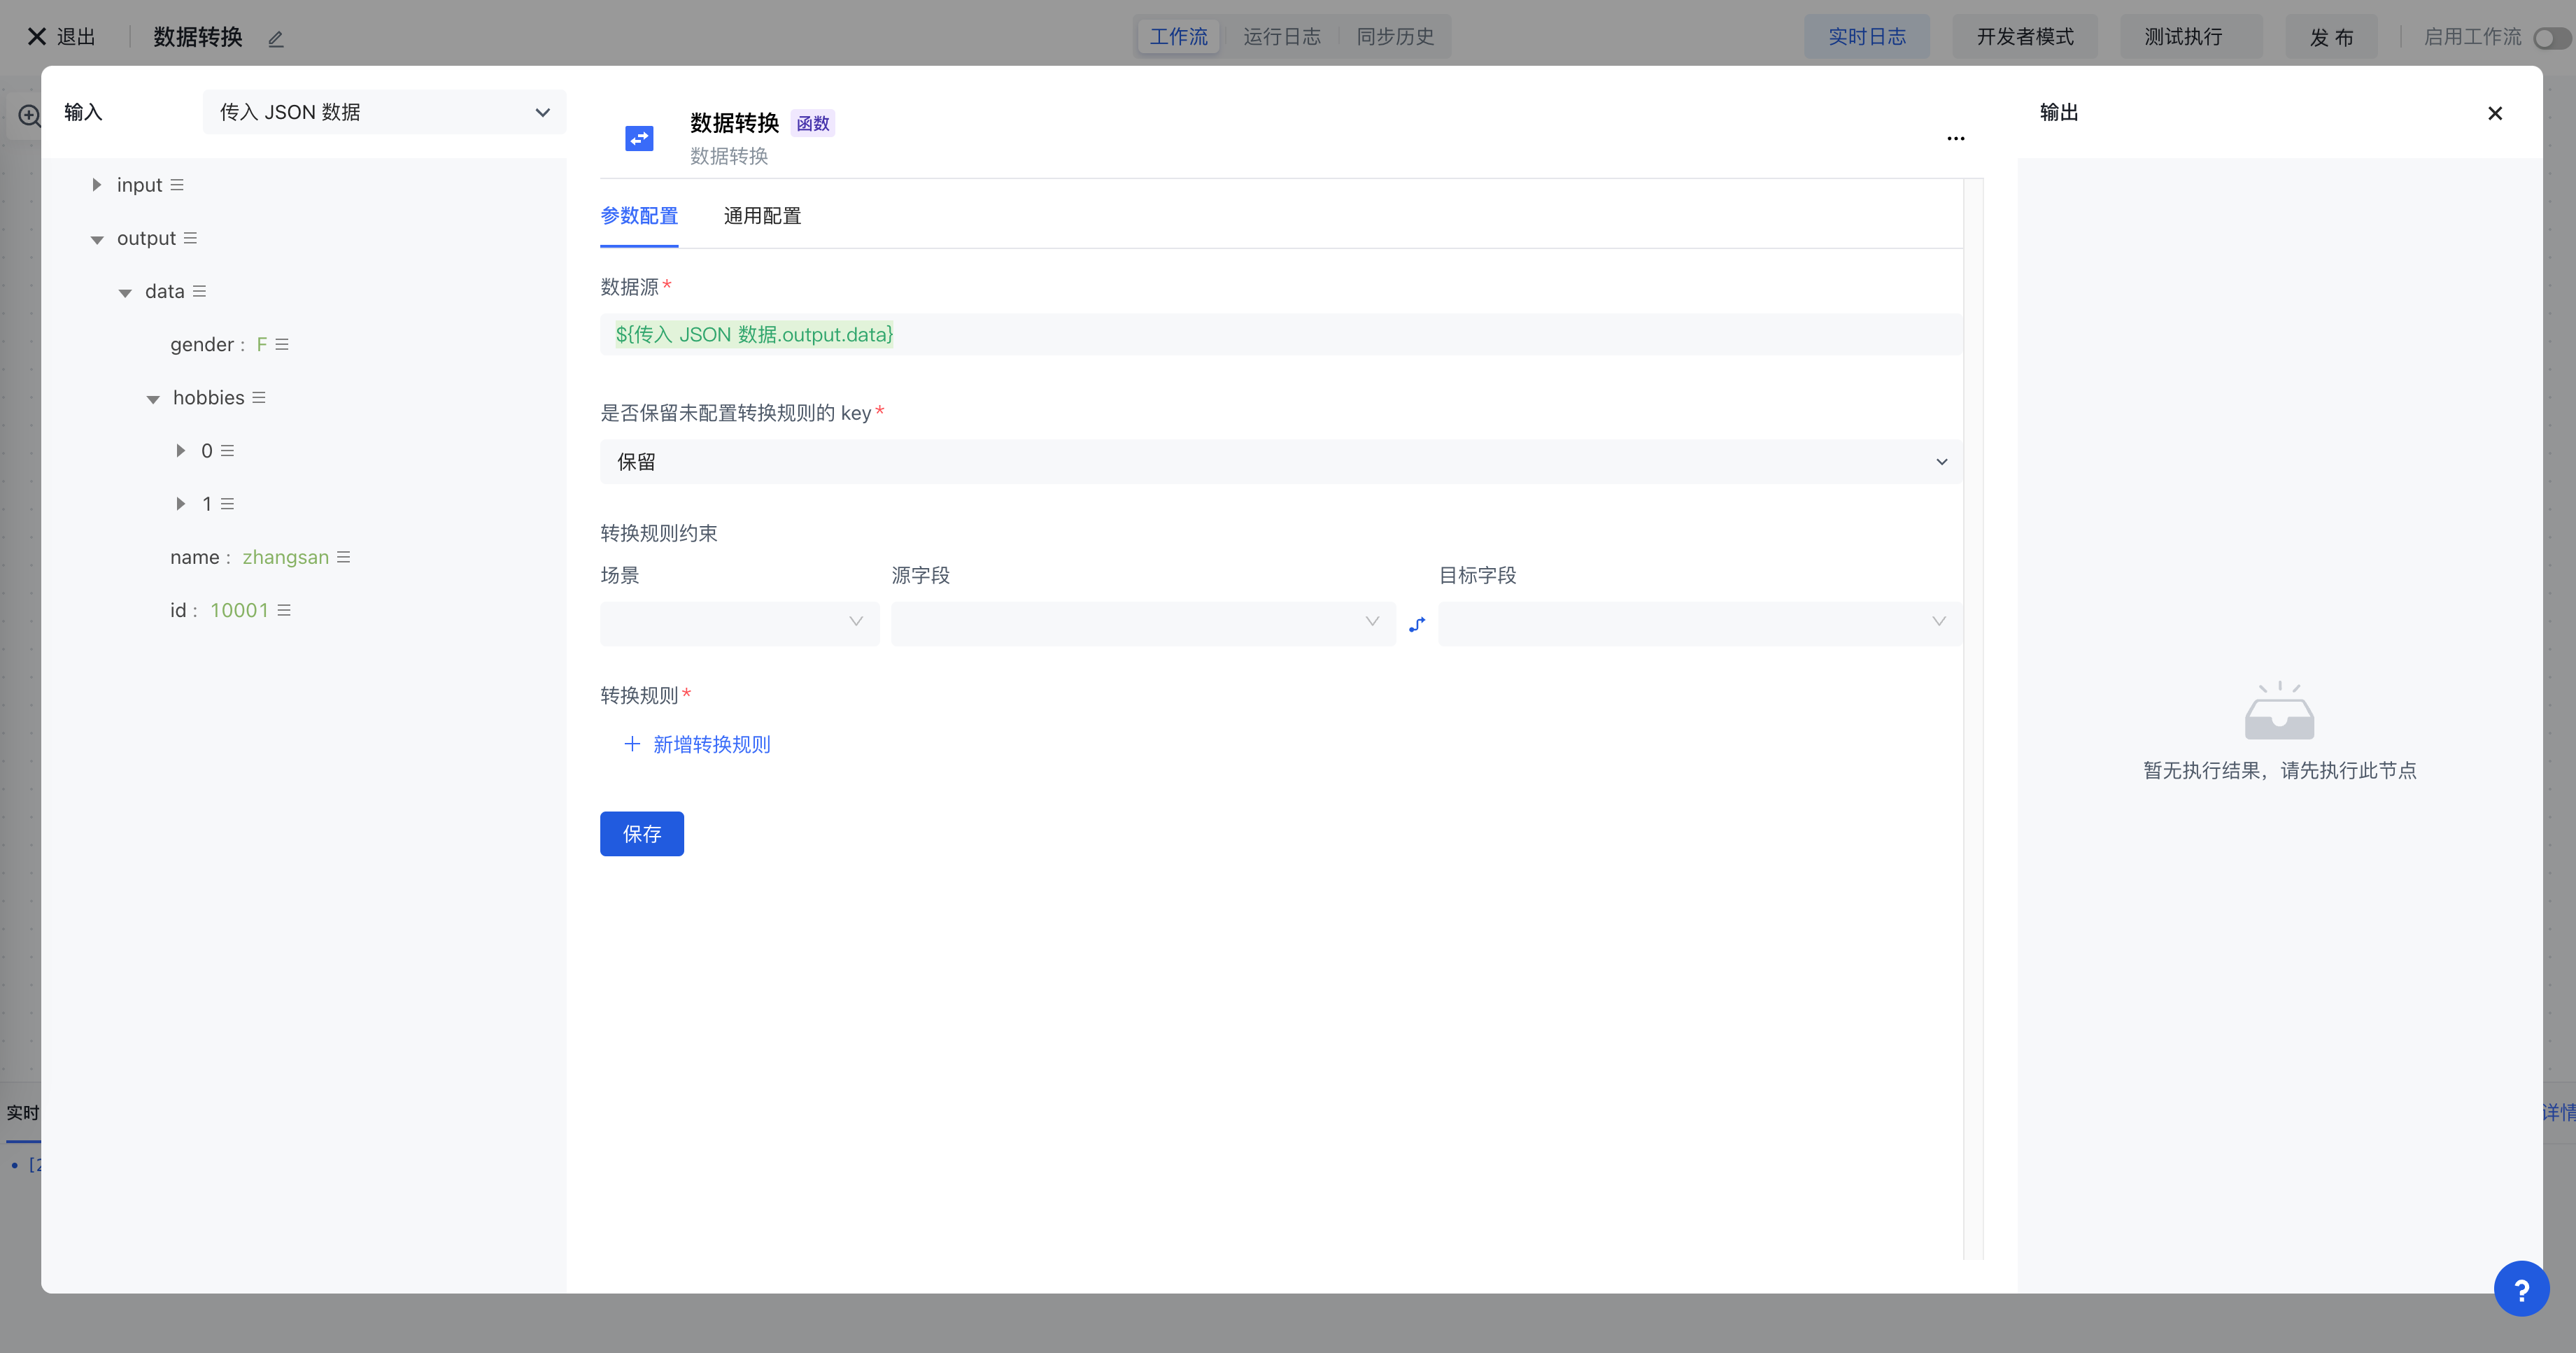 退出
数据转换
工作流
运行日志
同步历史
实时日志
开发者模式
测试执行
发 布
启用工作流
输入
传入 JSON 数据
input
output
data
gender : F
hobbies
0
1
name : zhangsan
id : 10001
数据转换 函数
数据转换
参数配置
通用配置
数据源*
${传入 JSON 数据.output.data}
是否保留未配置转换规则的 key*
保留
转换规则约束
场景
源字段
目标字段
转换规则*
新增转换规则
保存
输出
暂无执行结果，请先执行此节点
实时
详情
?